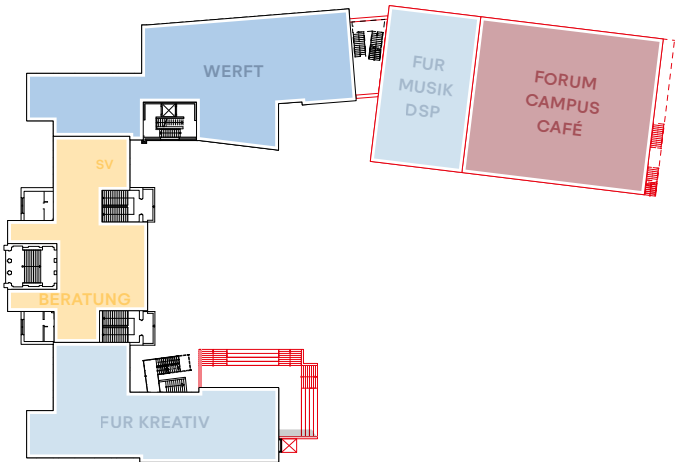 WERFT
FUR
MUSIK
DSP
FORUM
CAMPUS
CAFÉ
SV
BERATUNG
FUR KREATIV